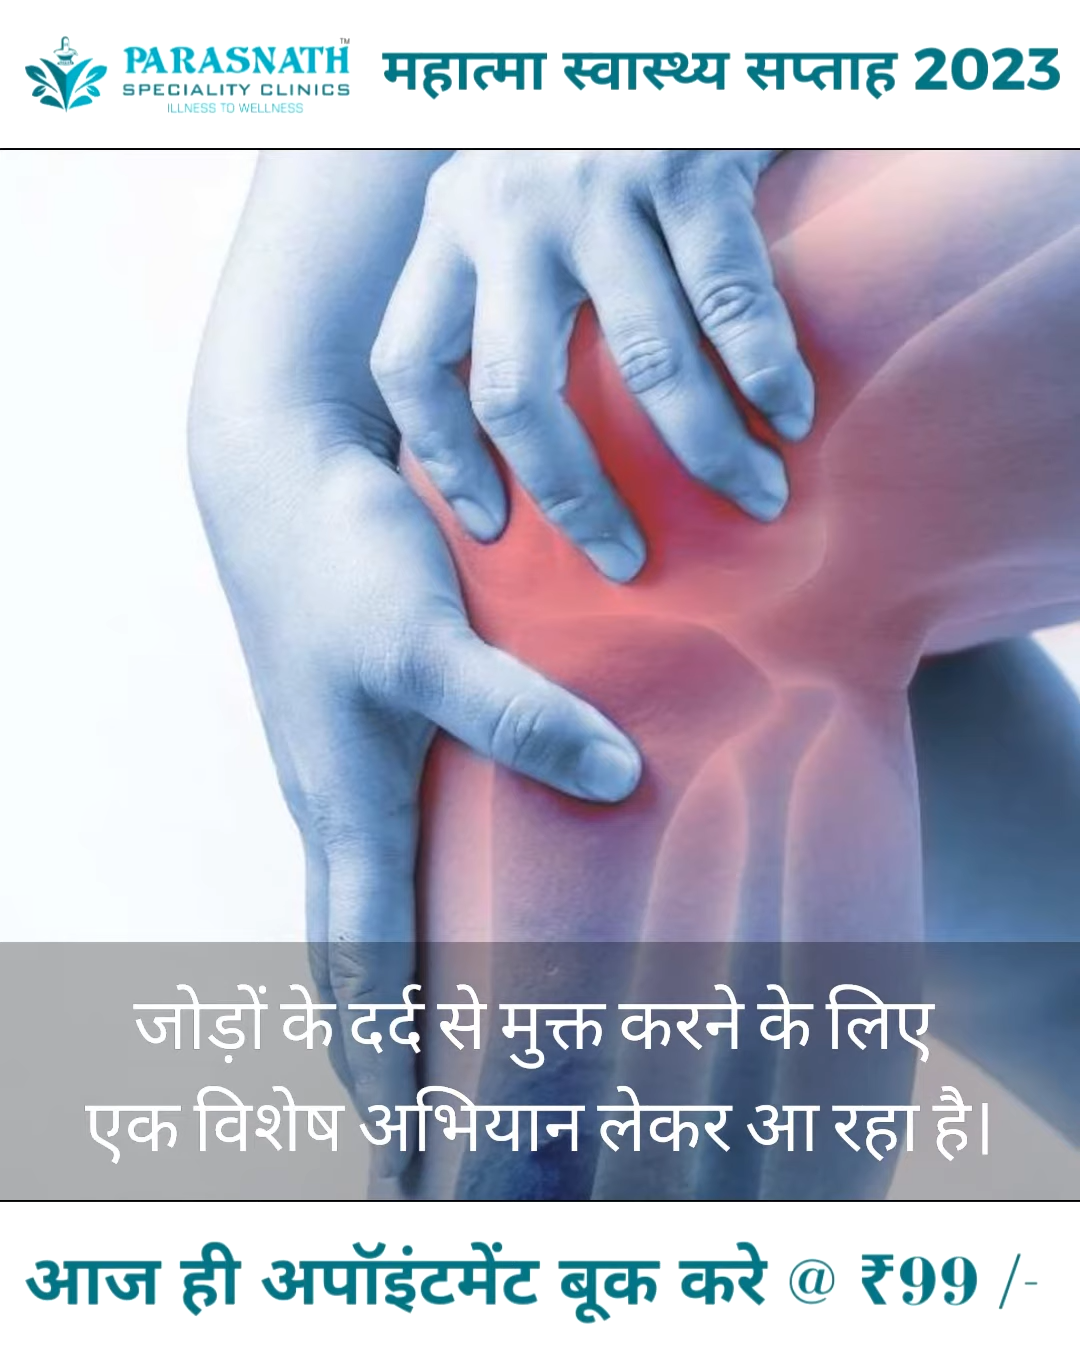 PARASNATH™
SPECIALITY CLINICS
ILLNESS TO WELLNESS
महात्मा स्वास्थ्य सप्ताह 2023
जोड़ों के दर्द से मुक्त करने के लिए
एक विशेष अभियान लेकर आ रहा है।
आज ही अपॉइंटमेंट बूक करे @ ₹99 /-